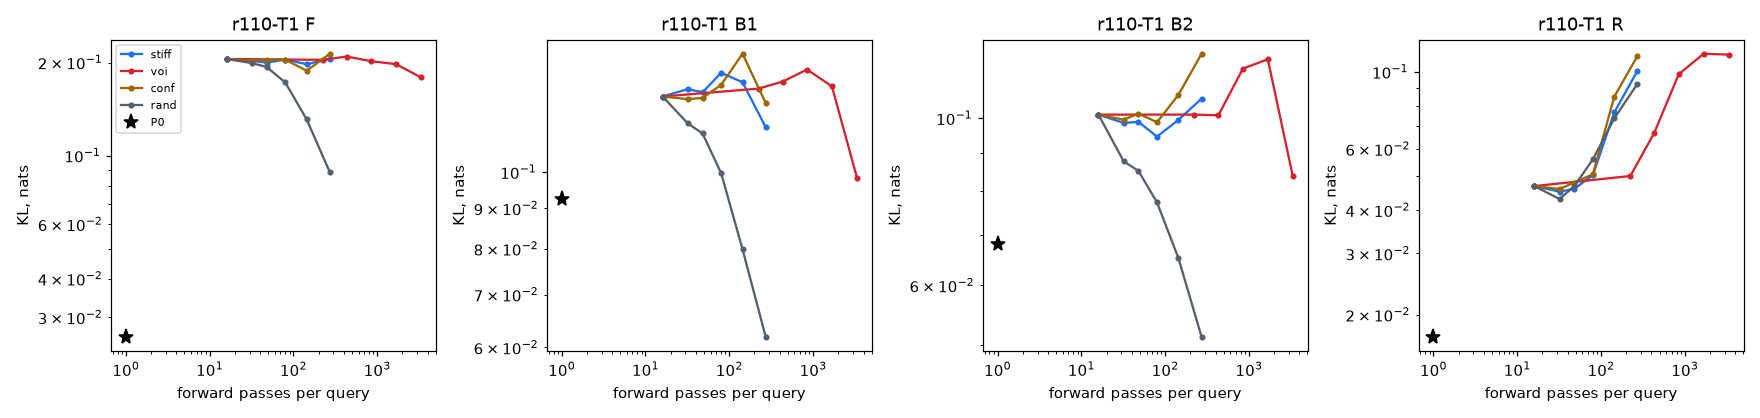 r110-T1 F
KL, nats
2 × 10⁻¹
10⁻¹
6 × 10⁻²
4 × 10⁻²
3 × 10⁻²
stiff
voi
conf
rand
P0
10⁰ 10¹ 10² 10³
forward passes per query
r110-T1 B1
KL, nats
10⁻¹
9 × 10⁻²
8 × 10⁻²
7 × 10⁻²
6 × 10⁻²
10⁰ 10¹ 10² 10³
forward passes per query
r110-T1 B2
KL, nats
10⁻¹
6 × 10⁻²
10⁰ 10¹ 10² 10³
forward passes per query
r110-T1 R
KL, nats
10⁻¹
6 × 10⁻²
4 × 10⁻²
3 × 10⁻²
2 × 10⁻²
10⁰ 10¹ 10² 10³
forward passes per query